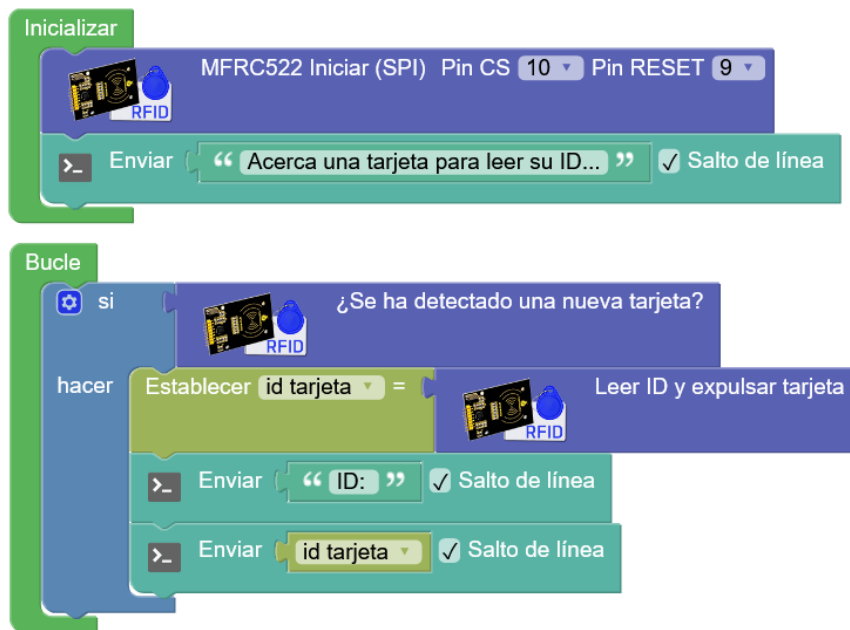 Inicializar
MFRC522 Iniciar (SPI) Pin CS 10 Pin RESET 9
RFID
Enviar “ Acerca una tarjeta para leer su ID... ” ✓ Salto de línea
Bucle
si ¿Se ha detectado una nueva tarjeta?
RFID
hacer Establecer id tarjeta = Leer ID y expulsar tarjeta
RFID
>_ Enviar “ ID: ” ✓ Salto de línea
>_ Enviar id tarjeta ✓ Salto de línea